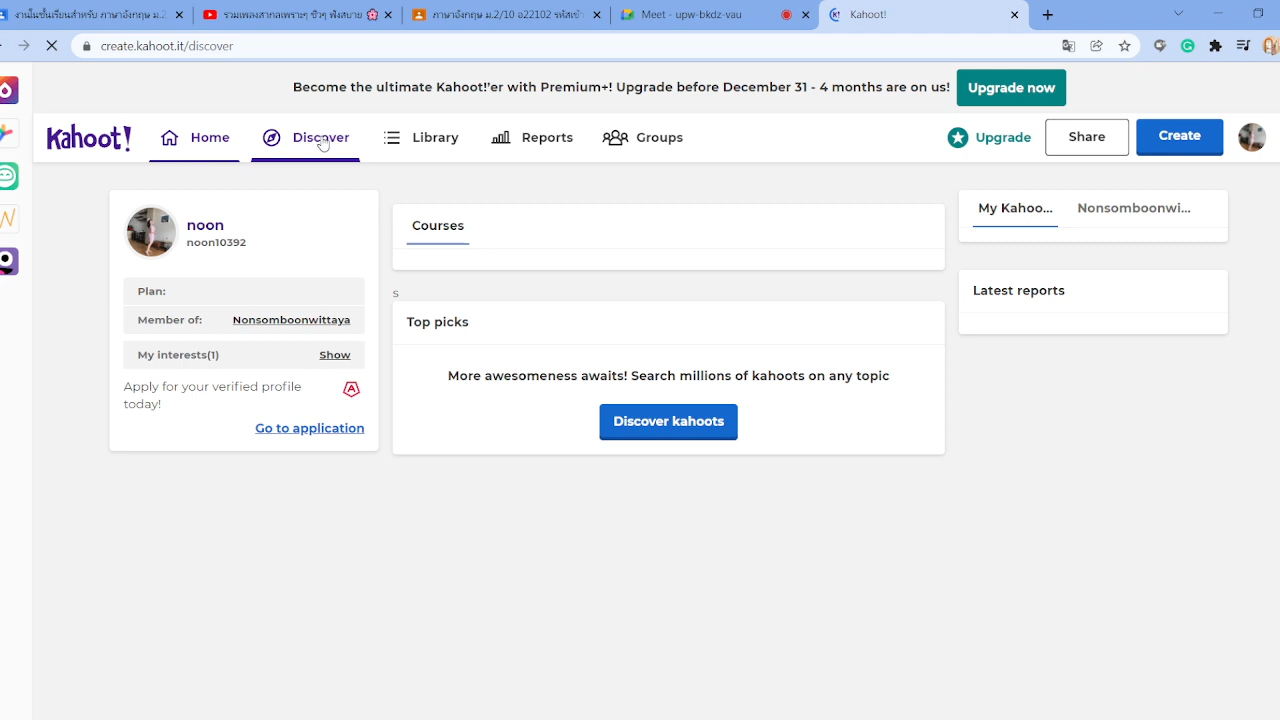 งานชั้นเรียนสำหรับ ภาษาอังกฤษ ม.2
รวมเพลงสากลเพราะๆ ชิวๆ ฟังสบาย
ภาษาอังกฤษ ม.2/10 อ22102 รหัสเข้า
Meet - upw-bkdz-vau
Kahoot!
create.kahoot.it/discover
Become the ultimate Kahoot!'er with Premium+! Upgrade before December 31 - 4 months are on us!
Upgrade now
Kahoot!
Home
Discover
Library
Reports
Groups
Upgrade
Share
Create
noon
noon10392
Plan:
Member of: Nonsomboonwittaya
My interests(1) Show
Apply for your verified profile
today!
Go to application
Courses
s
Top picks
More awesomeness awaits! Search millions of kahoots on any topic
Discover kahoots
My Kahoo... Nonsomboonwi...
Latest reports